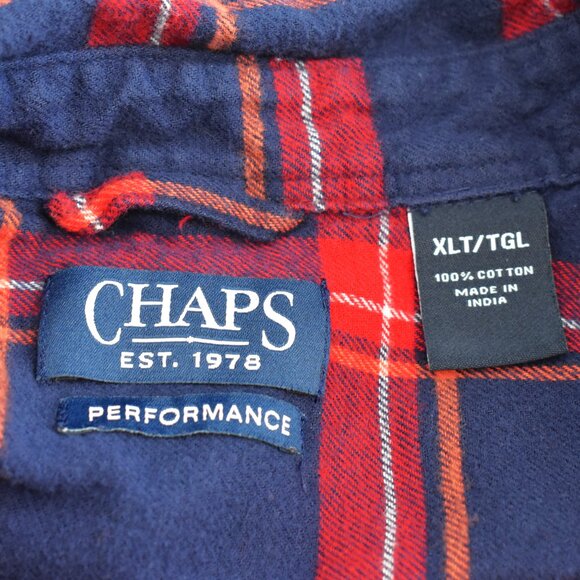 CHAPS
EST. 1978
PERFORMANCE
XLT/TGL
100% COTTON
MADE IN
INDIA